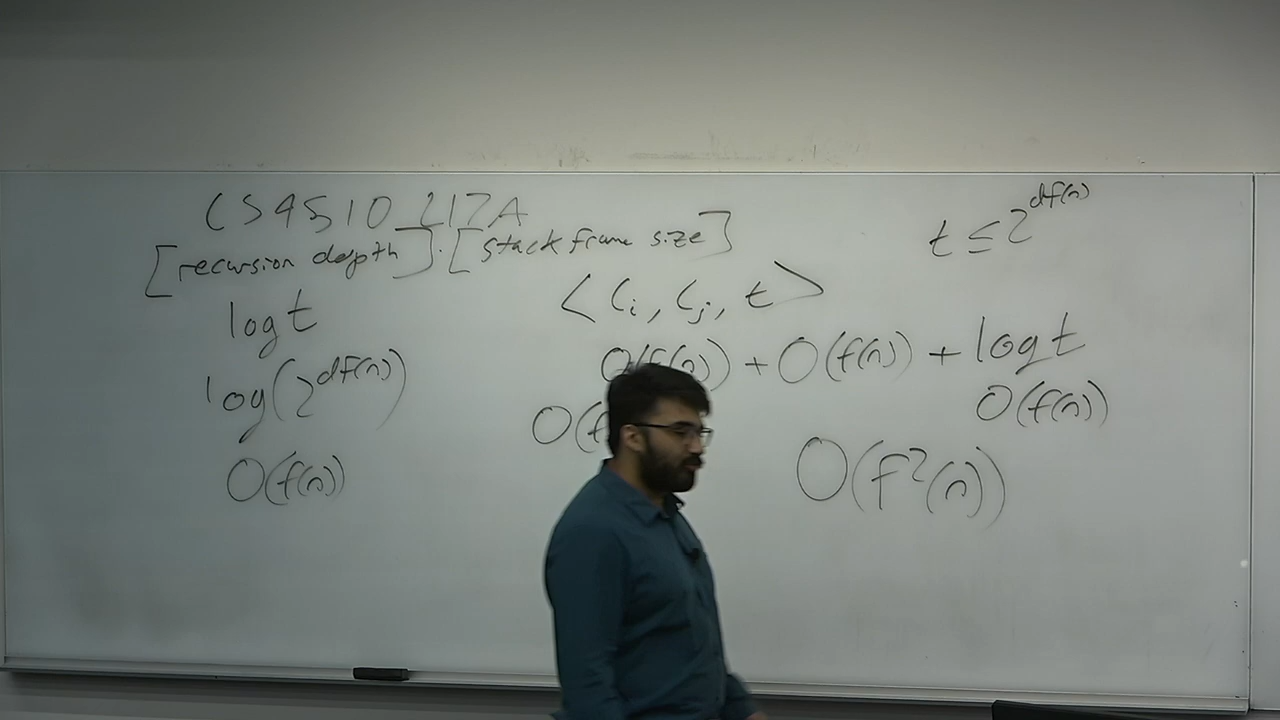 CS4510 L17A
[recursion depth]·[stack frame size]
t ≤ 2^{df(n)}
log t
⟨C_i, C_j, t⟩
log(2^{df(n)})
O(f(n)) + O(f(n)) + log t
O(f
O(f(n))
O(f(n))
O(f²(n))